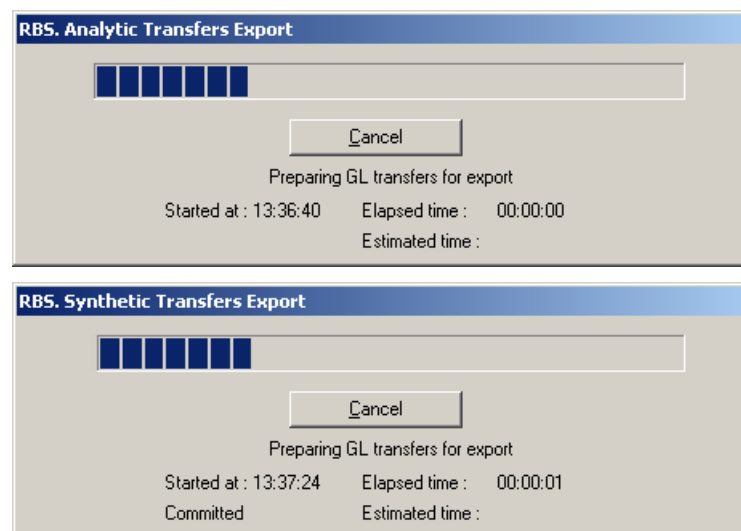 RBS. Analytic Transfers Export
Cancel
Preparing GL transfers for export
Started at : 13:36:40 Elapsed time : 00:00:00
Estimated time :
RBS. Synthetic Transfers Export
Cancel
Preparing GL transfers for export
Started at : 13:37:24 Elapsed time : 00:00:01
Committed Estimated time :